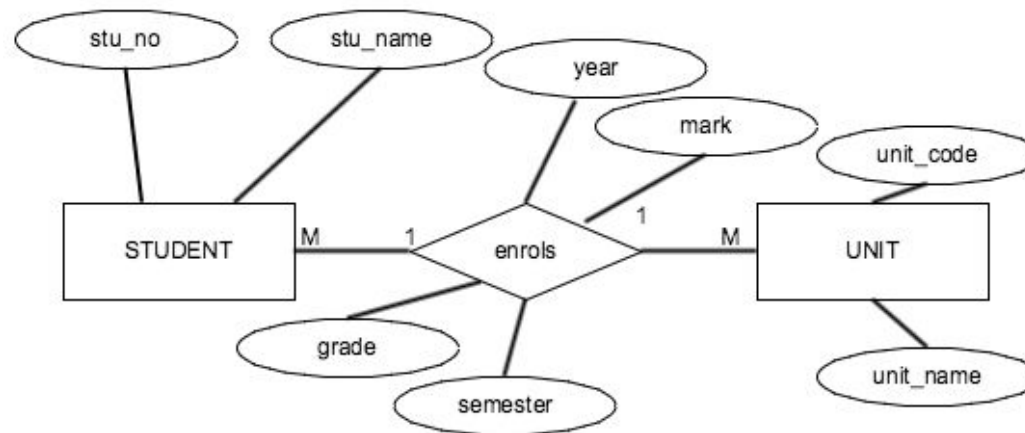 stu_no
stu_name
year
mark
unit_code
STUDENT
M
1
enrols
1
M
UNIT
grade
semester
unit_name